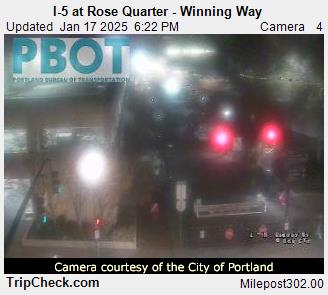 I-5 at Rose Quarter - Winning Way
Updated Jan 17 2025 6:22 PM Camera 4
PBOT
PORTLAND BUREAU OF TRANSPORTATION
Camera courtesy of the City of Portland
TripCheck.com Milepost302.00